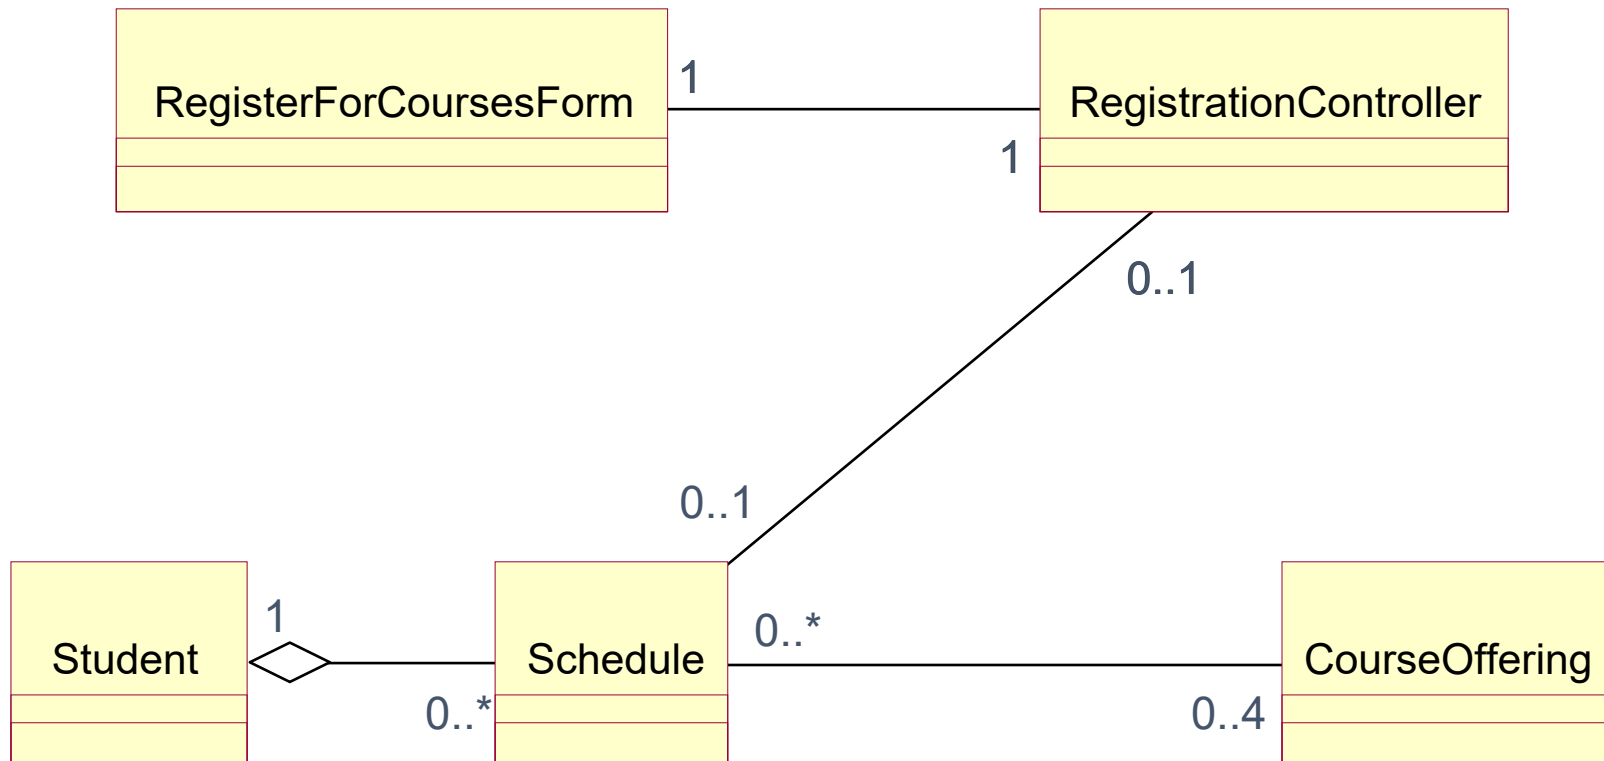 RegisterForCoursesForm
1
1
RegistrationController
0..1
0..1
Student
1
0..*
Schedule
0..*
0..4
CourseOffering